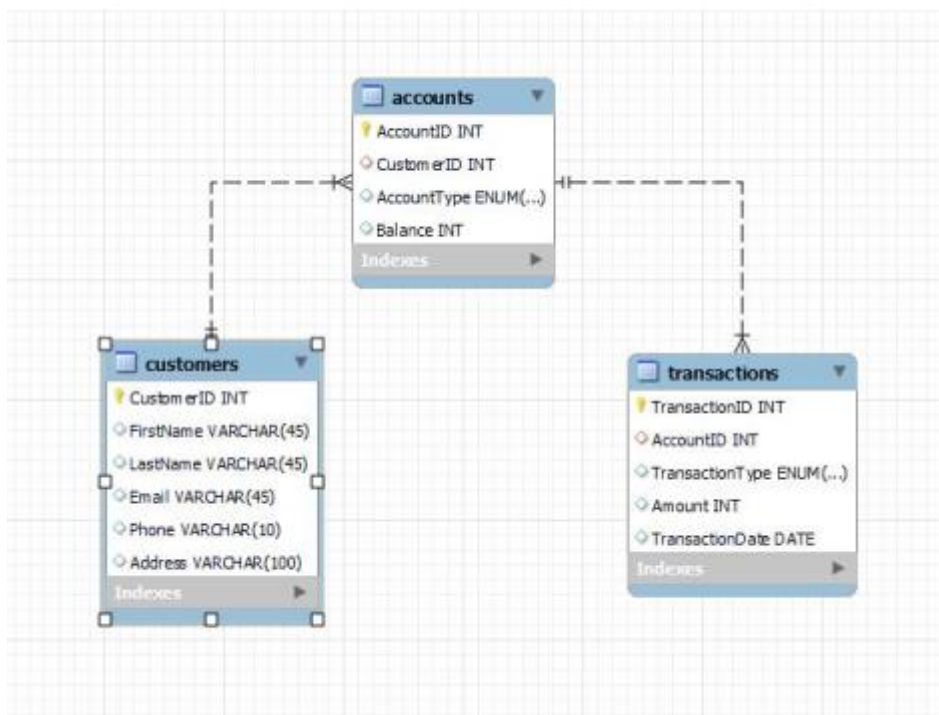 accounts
AccountID INT
CustomerID INT
AccountType ENUM(...)
Balance INT
Indexes
customers
CustomerID INT
FirstName VARCHAR(45)
LastName VARCHAR(45)
Email VARCHAR(45)
Phone VARCHAR(10)
Address VARCHAR(100)
Indexes
transactions
TransactionID INT
AccountID INT
TransactionType ENUM(...)
Amount INT
TransactionDate DATE
Indexes